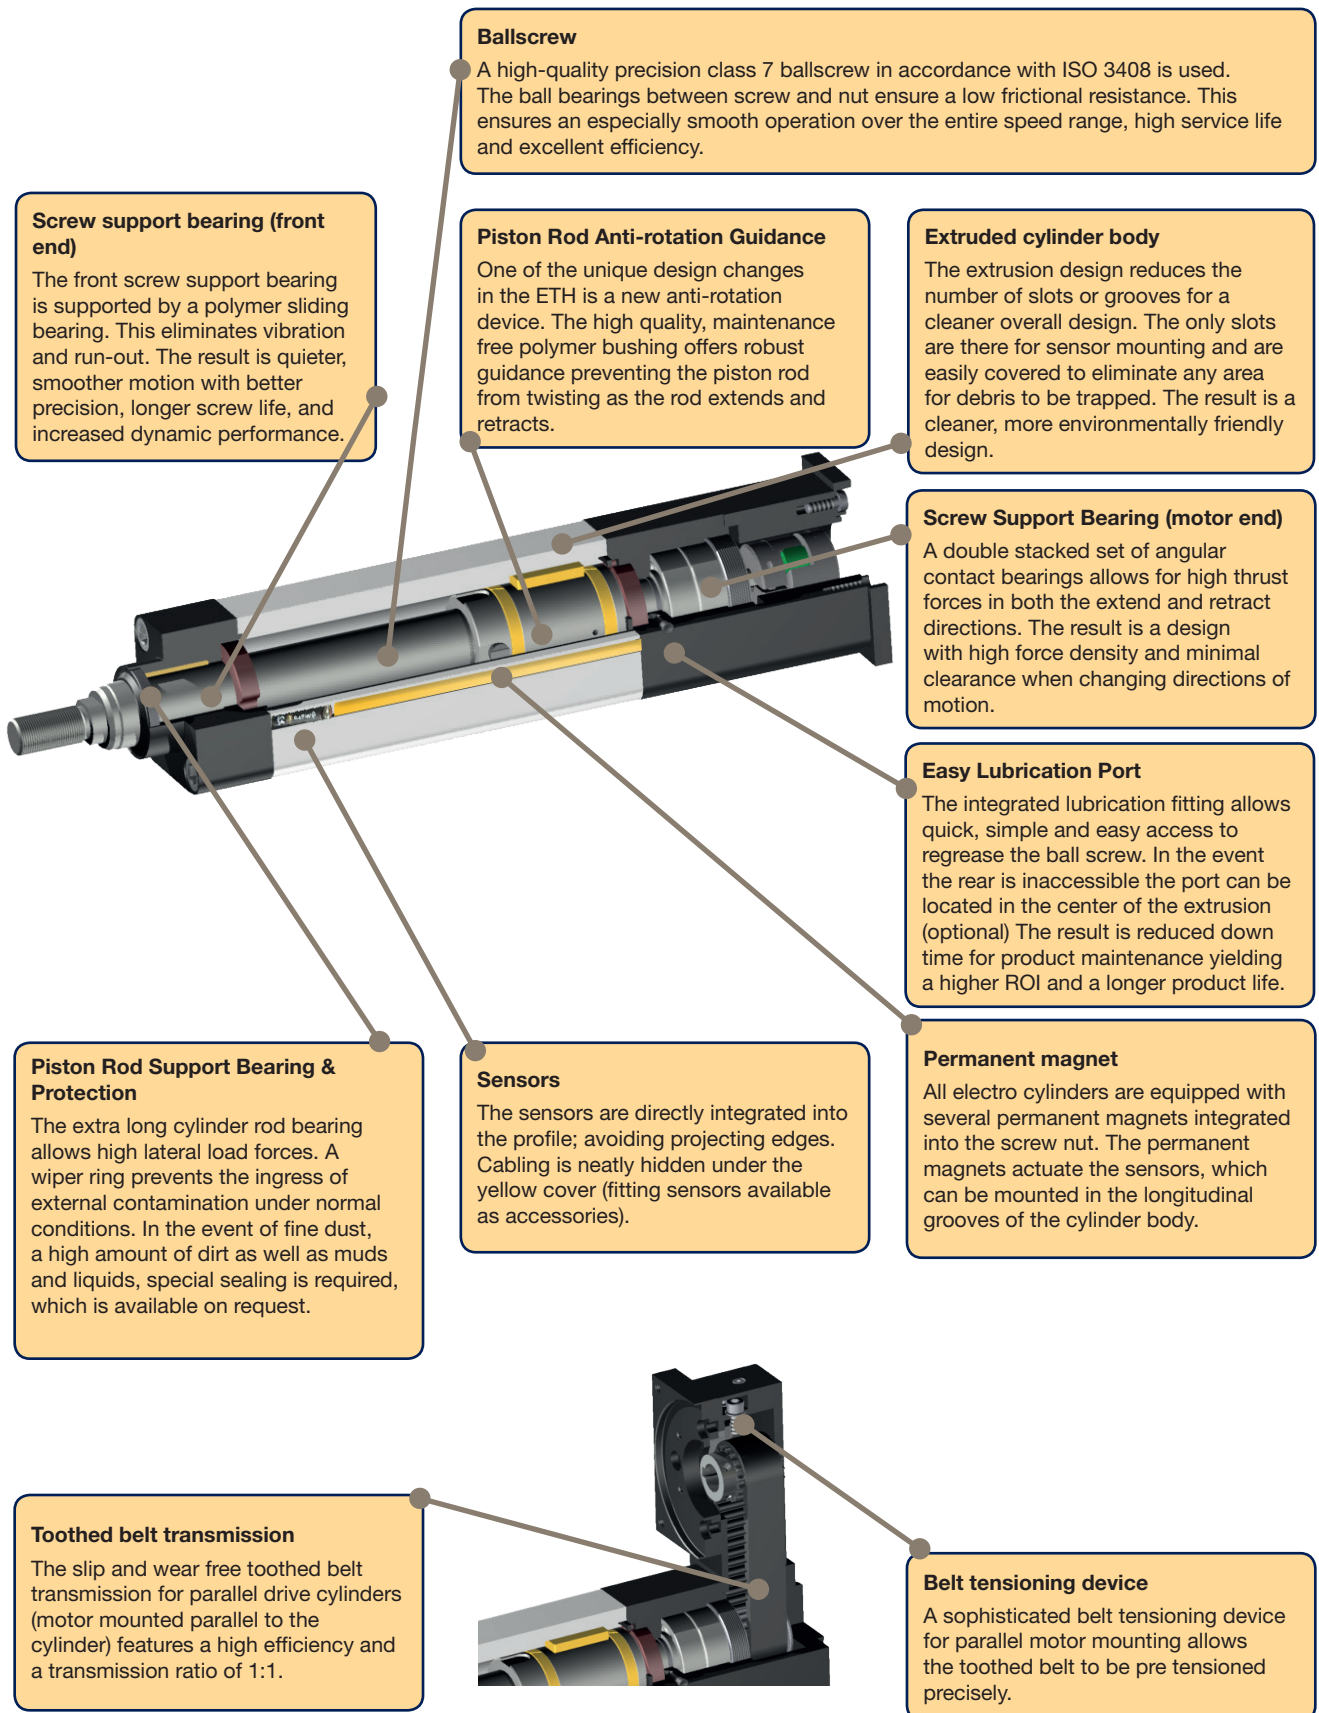 Ballscrew
A high-quality precision class 7 ballscrew in accordance with ISO 3408 is used.
The ball bearings between screw and nut ensure a low frictional resistance. This
ensures an especially smooth operation over the entire speed range, high service life
and excellent efficiency.
Screw support bearing (front
end)
The front screw support bearing
is supported by a polymer sliding
bearing. This eliminates vibration
and run-out. The result is quieter,
smoother motion with better
precision, longer screw life, and
increased dynamic performance.
Piston Rod Anti-rotation Guidance
One of the unique design changes
in the ETH is a new anti-rotation
device. The high quality, maintenance
free polymer bushing offers robust
guidance preventing the piston rod
from twisting as the rod extends and
retracts.
Extruded cylinder body
The extrusion design reduces the
number of slots or grooves for a
cleaner overall design. The only slots
are there for sensor mounting and are
easily covered to eliminate any area
for debris to be trapped. The result is a
cleaner, more environmentally friendly
design.
Screw Support Bearing (motor end)
A double stacked set of angular
contact bearings allows for high thrust
forces in both the extend and retract
directions. The result is a design
with high force density and minimal
clearance when changing directions of
motion.
Easy Lubrication Port
The integrated lubrication fitting allows
quick, simple and easy access to
regrease the ball screw. In the event
the rear is inaccessible the port can be
located in the center of the extrusion
(optional) The result is reduced down
time for product maintenance yielding
a higher ROI and a longer product life.
Piston Rod Support Bearing &
Protection
The extra long cylinder rod bearing
allows high lateral load forces. A
wiper ring prevents the ingress of
external contamination under normal
conditions. In the event of fine dust,
a high amount of dirt as well as muds
and liquids, special sealing is required,
which is available on request.
Sensors
The sensors are directly integrated into
the profile; avoiding projecting edges.
Cabling is neatly hidden under the
yellow cover (fitting sensors available
as accessories).
Permanent magnet
All electro cylinders are equipped with
several permanent magnets integrated
into the screw nut. The permanent
magnets actuate the sensors, which
can be mounted in the longitudinal
grooves of the cylinder body.
Toothed belt transmission
The slip and wear free toothed belt
transmission for parallel drive cylinders
(motor mounted parallel to the
cylinder) features a high efficiency and
a transmission ratio of 1:1.
Belt tensioning device
A sophisticated belt tensioning device
for parallel motor mounting allows
the toothed belt to be pre tensioned
precisely.